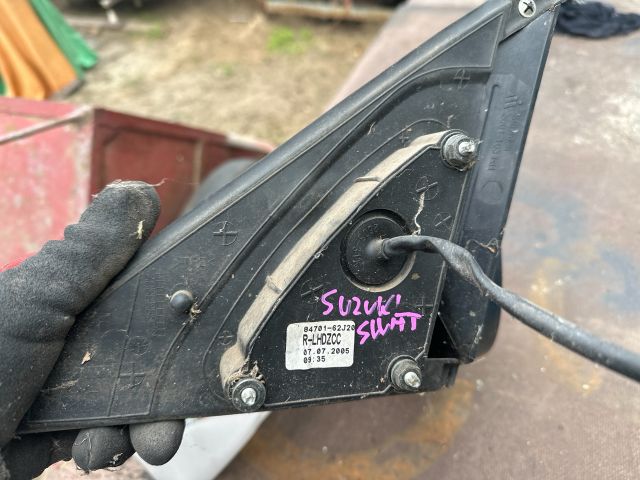 SUZUKI
SWIFT
84701-62J20
R-LHDZCC
07.07.2005
09:35